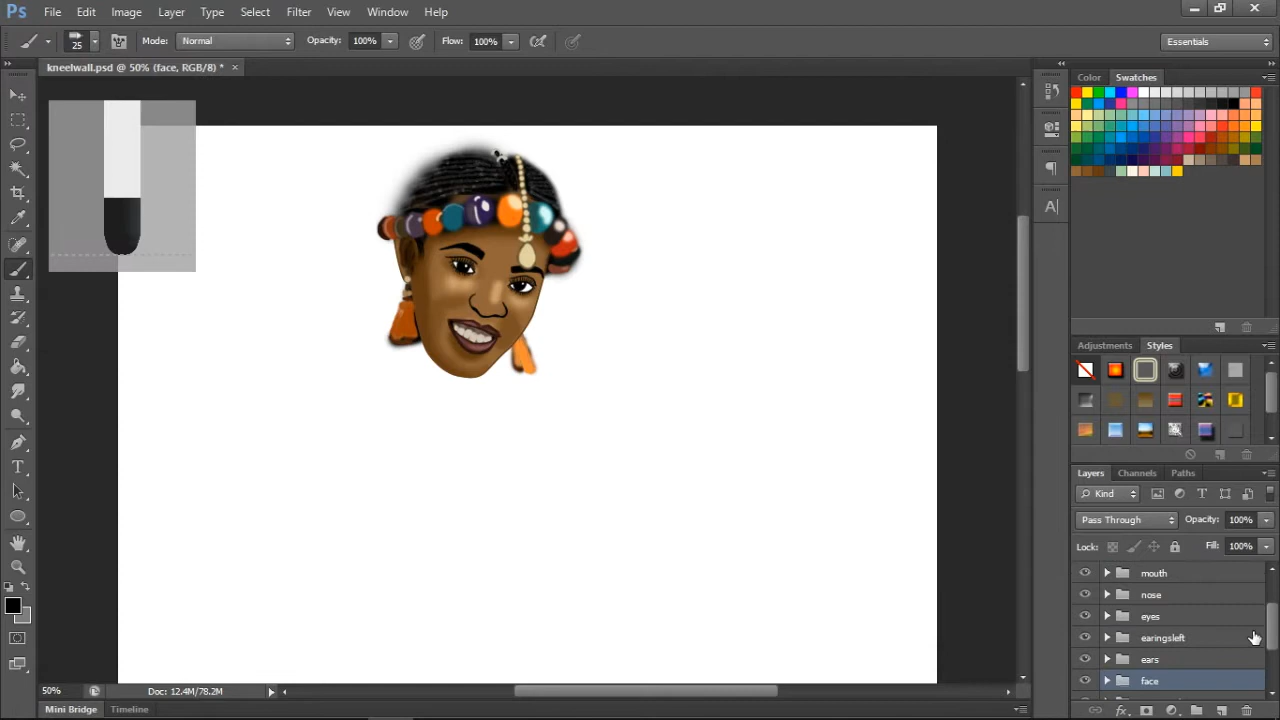 Ps File Edit Image Layer Type Select Filter View Window Help
25 Mode: Normal Opacity: 100% Flow: 100% Essentials
kneelwall.psd @ 50% (face, RGB/8) * ×
Color Swatches
Adjustments Styles
Layers Channels Paths
Kind
Pass Through Opacity: 100%
Lock: Fill: 100%
mouth
nose
eyes
earingsleft
ears
face
50% Doc: 12.4M/78.2M
Mini Bridge Timeline